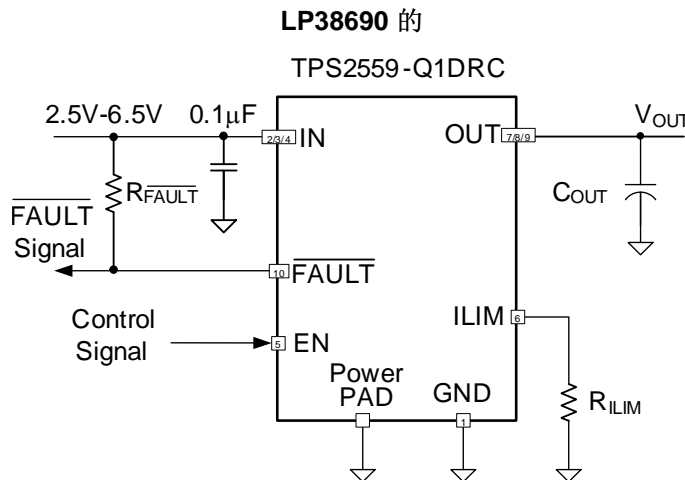 LP38690 的
TPS2559-Q1DRC
2.5V-6.5V
0.1μF
2/3/4
IN
OUT
7/8/9
VOUT
RFAULT
COUT
FAULT
Signal
10
FAULT
ILIM
6
Control
Signal
5
EN
Power
PAD
GND
1
RILIM